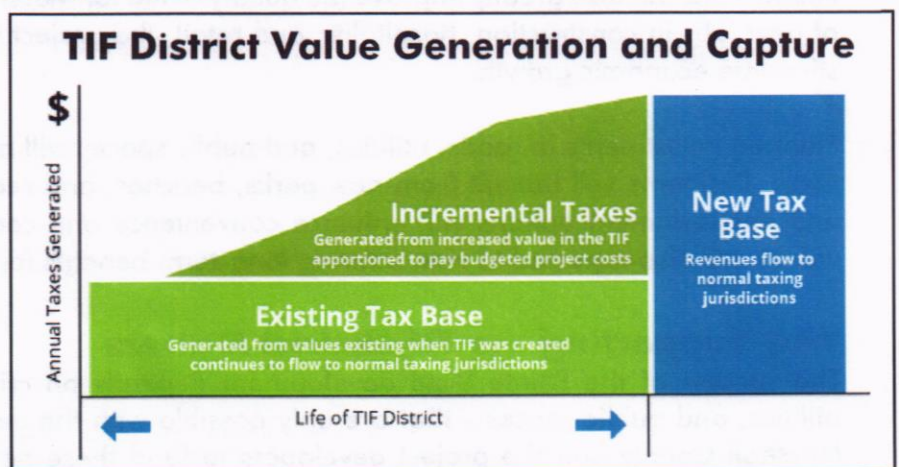 TIF District Value Generation and Capture
$
Annual Taxes Generated
Incremental Taxes
Generated from increased value in the TIF
apportioned to pay budgeted project costs
New Tax
Base
Revenues flow to
normal taxing
jurisdictions
Existing Tax Base
Generated from values existing when TIF was created
continues to flow to normal taxing jurisdictions
Life of TIF District